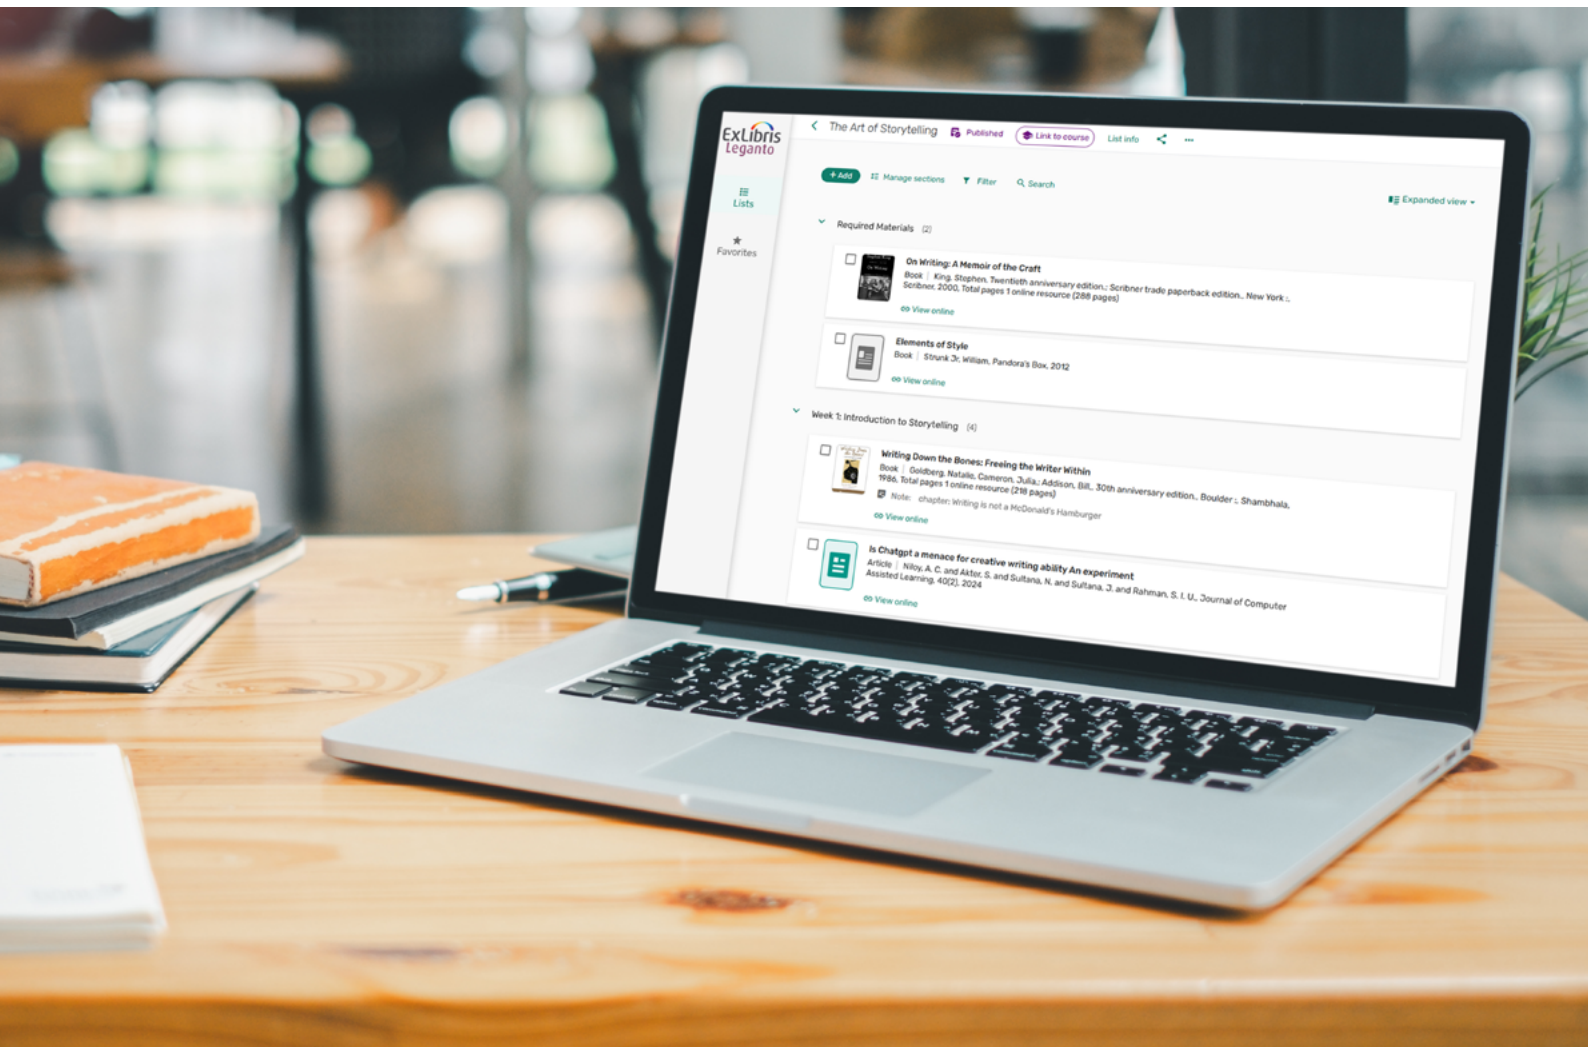 ExLibris
Leganto
Lists
Favorites
The Art of Storytelling Published Link to course List info
+ Add Manage sections Filter Search
Expanded view
Required Materials (2)
On Writing: A Memoir of the Craft
Book | King, Stephen, Twentieth anniversary edition.; Scribner trade paperback edition., New York :,
Scribner, 2000, Total pages 1 online resource (288 pages)
View online
Elements of Style
Book | Strunk Jr, William, Pandora's Box, 2012
View online
Week 1: Introduction to Storytelling (4)
Writing Down the Bones: Freeing the Writer Within
Book | Goldberg, Natalie, Cameron, Julia,; Addison, Bill,, 30th anniversary edition., Boulder :, Shambhala,
1986, Total pages 1 online resource (218 pages)
Note: chapter: Writing is not a McDonald's Hamburger
View online
Is Chatgpt a menace for creative writing ability An experiment
Article | Niloy, A. C. and Akter, S. and Sultana, N. and Sultana, J. and Rahman, S. I. U., Journal of Computer
Assisted Learning, 40(2), 2024
View online